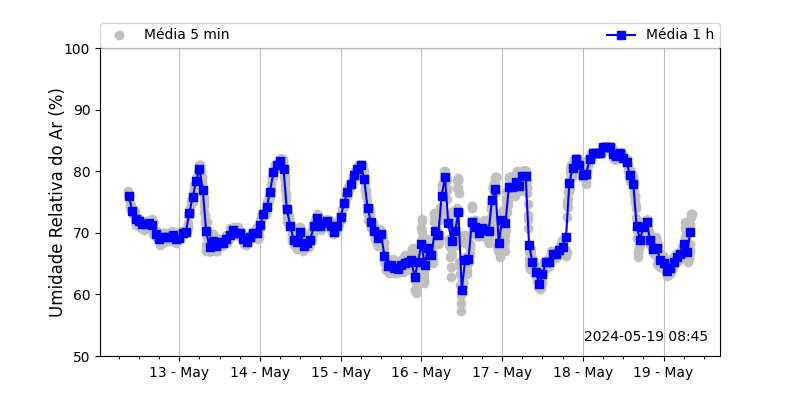 Média 5 min
Média 1 h
100
90
80
70
60
50
Umidade Relativa do Ar (%)
2024-05-19 08:45
13 - May
14 - May
15 - May
16 - May
17 - May
18 - May
19 - May